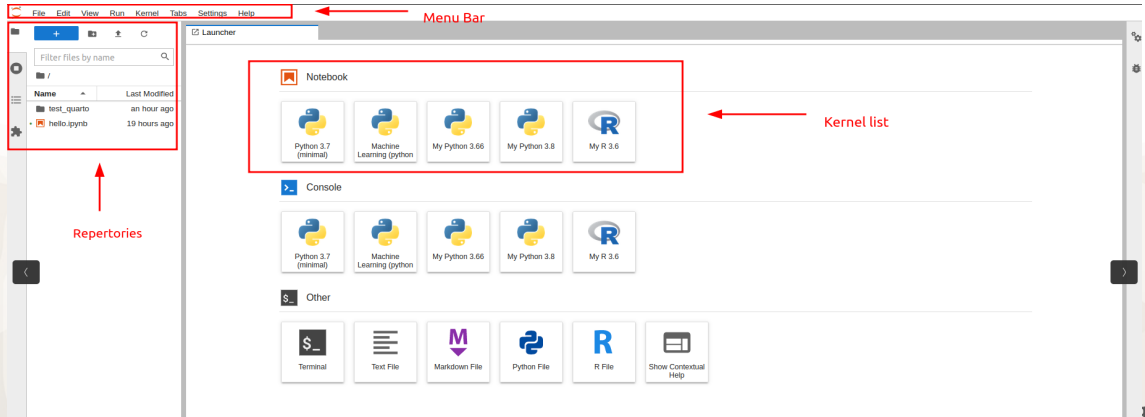 File Edit View Run Kernel Tabs Settings Help
Menu Bar
+
Filter files by name
/
Name Last Modified
test_quarto an hour ago
hello.ipynb 19 hours ago
Repertories
Launcher
Notebook
Python 3.7
(minimal)
Machine
Learning (python
My Python 3.66
My Python 3.8
R
My R 3.6
Kernel list
>_ Console
Python 3.7
(minimal)
Machine
Learning (python
My Python 3.66
My Python 3.8
R
My R 3.6
$_ Other
$_
Terminal
Text File
M
Markdown File
Python File
R
R File
Show Contextual
Help